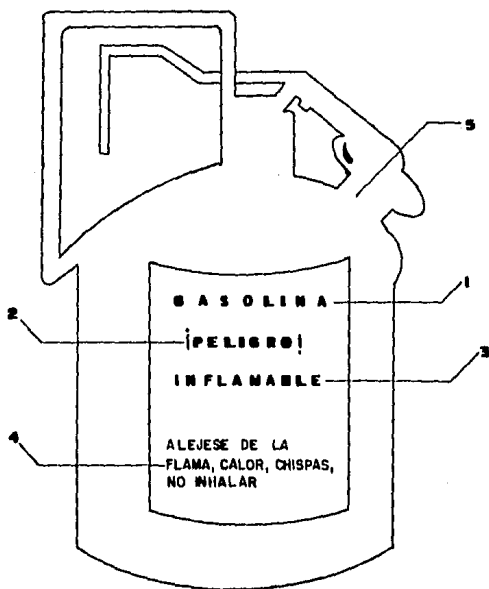 5
GASOLINA
1
2
¡PELIGRO!
INFLAMABLE
3
4
ALEJESE DE LA
FLAMA, CALOR, CHISPAS,
NO INHALAR